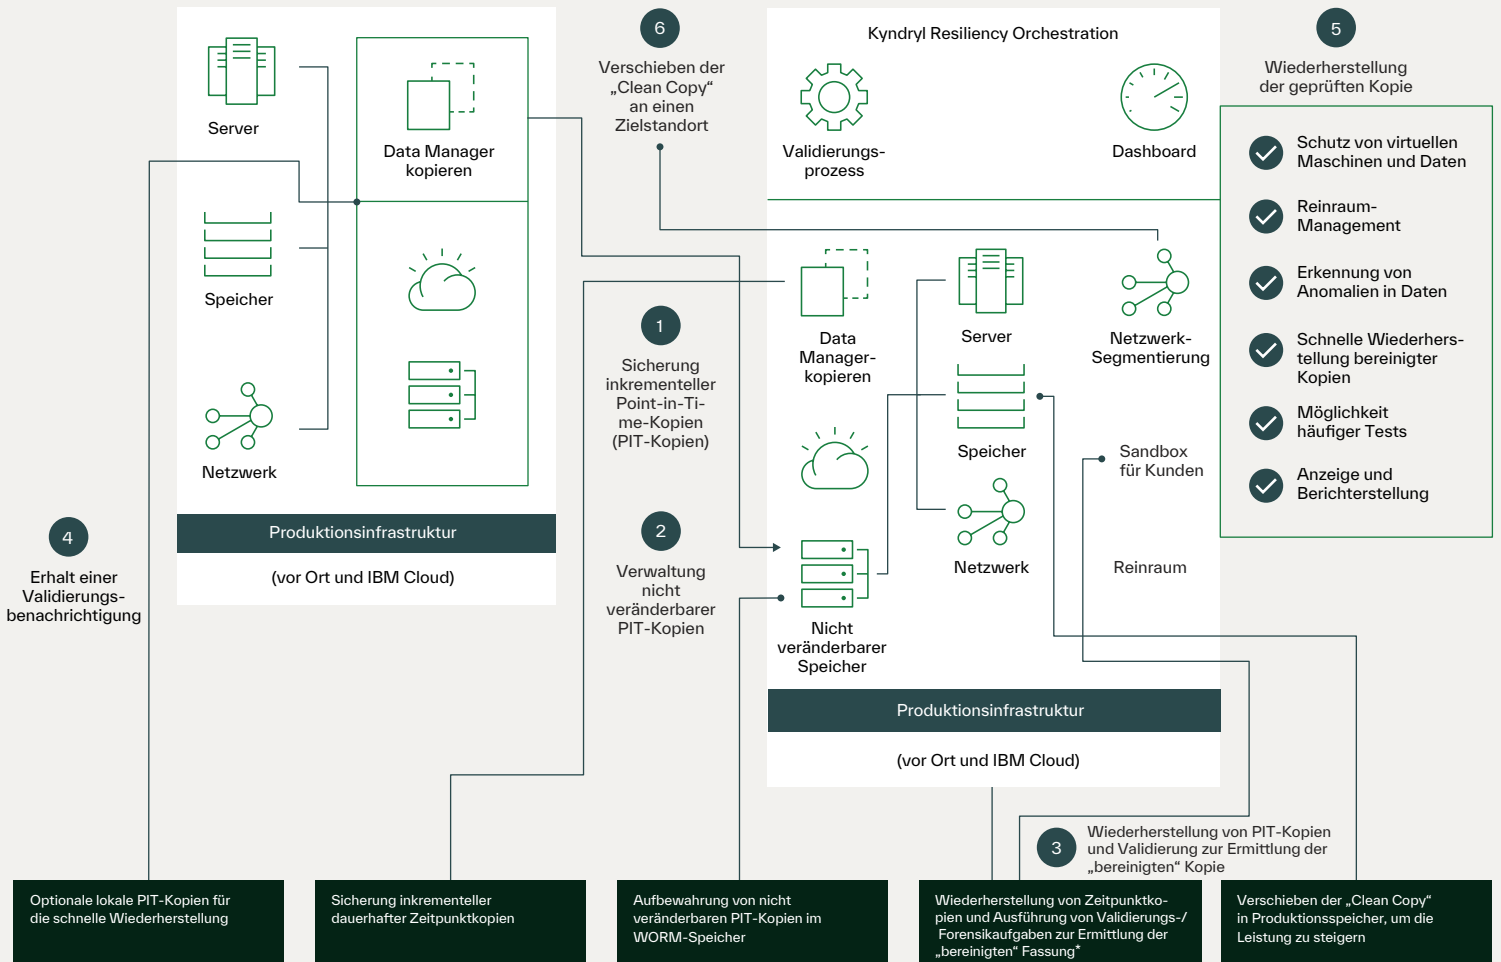 Server
Speicher
Netzwerk
Data Manager
kopieren
Produktionsinfrastruktur
(vor Ort und IBM Cloud)
4
Erhalt einer
Validierungs-
benachrichtigung
6
Verschieben der
„Clean Copy“
an einen
Zielstandort
1
Sicherung
inkrementeller
Point-in-Ti-
me-Kopien
(PIT-Kopien)
2
Verwaltung
nicht
veränderbarer
PIT-Kopien
Kyndryl Resiliency Orchestration
Validierungs-
prozess
Dashboard
Data
Manager-
kopieren
Server
Netzwerk-
Segmentierung
Speicher
Sandbox
für Kunden
Netzwerk
Reinraum
Nicht
veränderbarer
Speicher
Produktionsinfrastruktur
(vor Ort und IBM Cloud)
5
Wiederherstellung
der geprüften Kopie
Schutz von virtuellen
Maschinen und Daten
Reinraum-
Management
Erkennung von
Anomalien in Daten
Schnelle Wiederhers-
tellung bereinigter
Kopien
Möglichkeit
häufiger Tests
Anzeige und
Berichterstellung
3
Wiederherstellung von PIT-Kopien
und Validierung zur Ermittlung der
„bereinigten“ Kopie
Optionale lokale PIT-Kopien für
die schnelle Wiederherstellung
Sicherung inkrementeller
dauerhafter Zeitpunktkopien
Aufbewahrung von nicht
veränderbaren PIT-Kopien im
WORM-Speicher
Wiederherstellung von Zeitpunktko-
pien und Ausführung von Validierungs-/
Forensikaufgaben zur Ermittlung der
„bereinigten“ Fassung*
Verschieben der „Clean Copy“
in Produktionsspeicher, um die
Leistung zu steigern